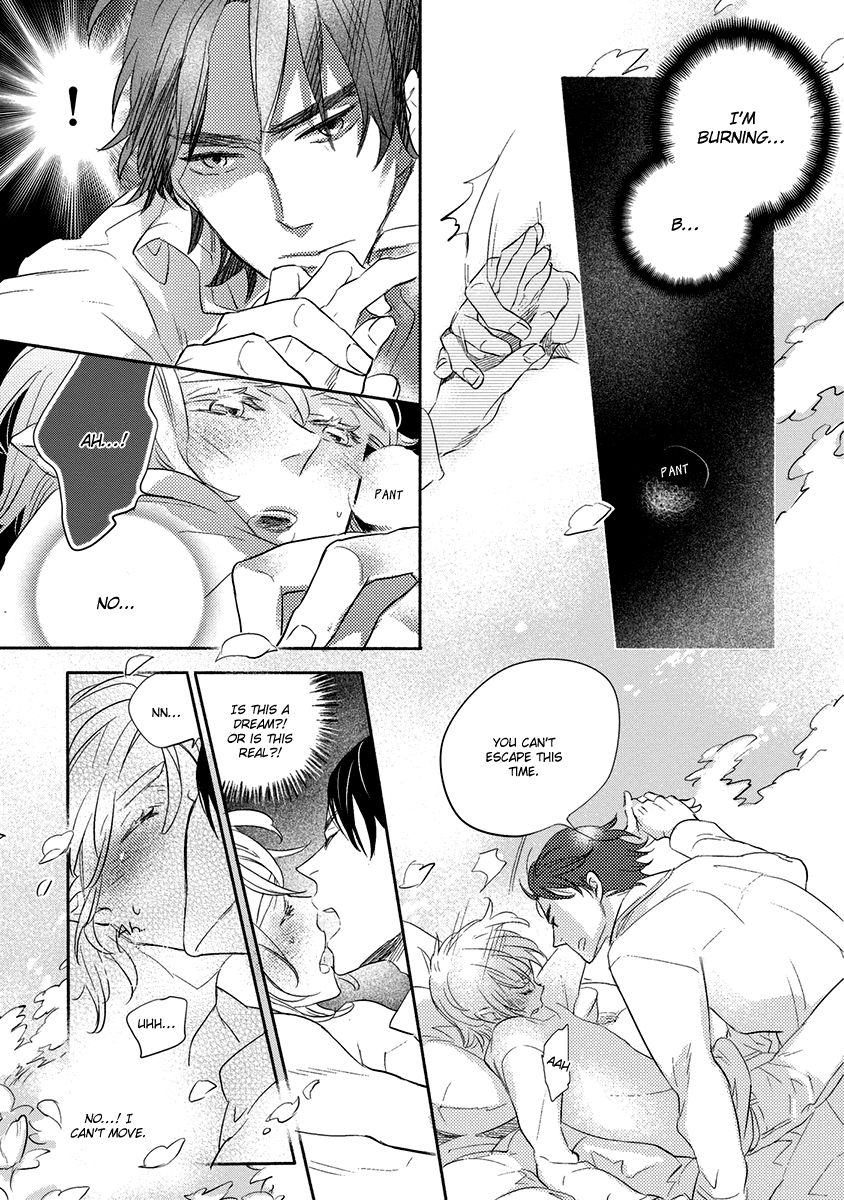 I'M
BURNING...
B...
PANT
!
AH...!
PANT
NO...
YOU CAN'T
ESCAPE THIS
TIME.
AAH
IS THIS A
DREAM?!
OR IS THIS
REAL?!
NN...
Ah
UHH...
NO...! I
CAN'T MOVE.